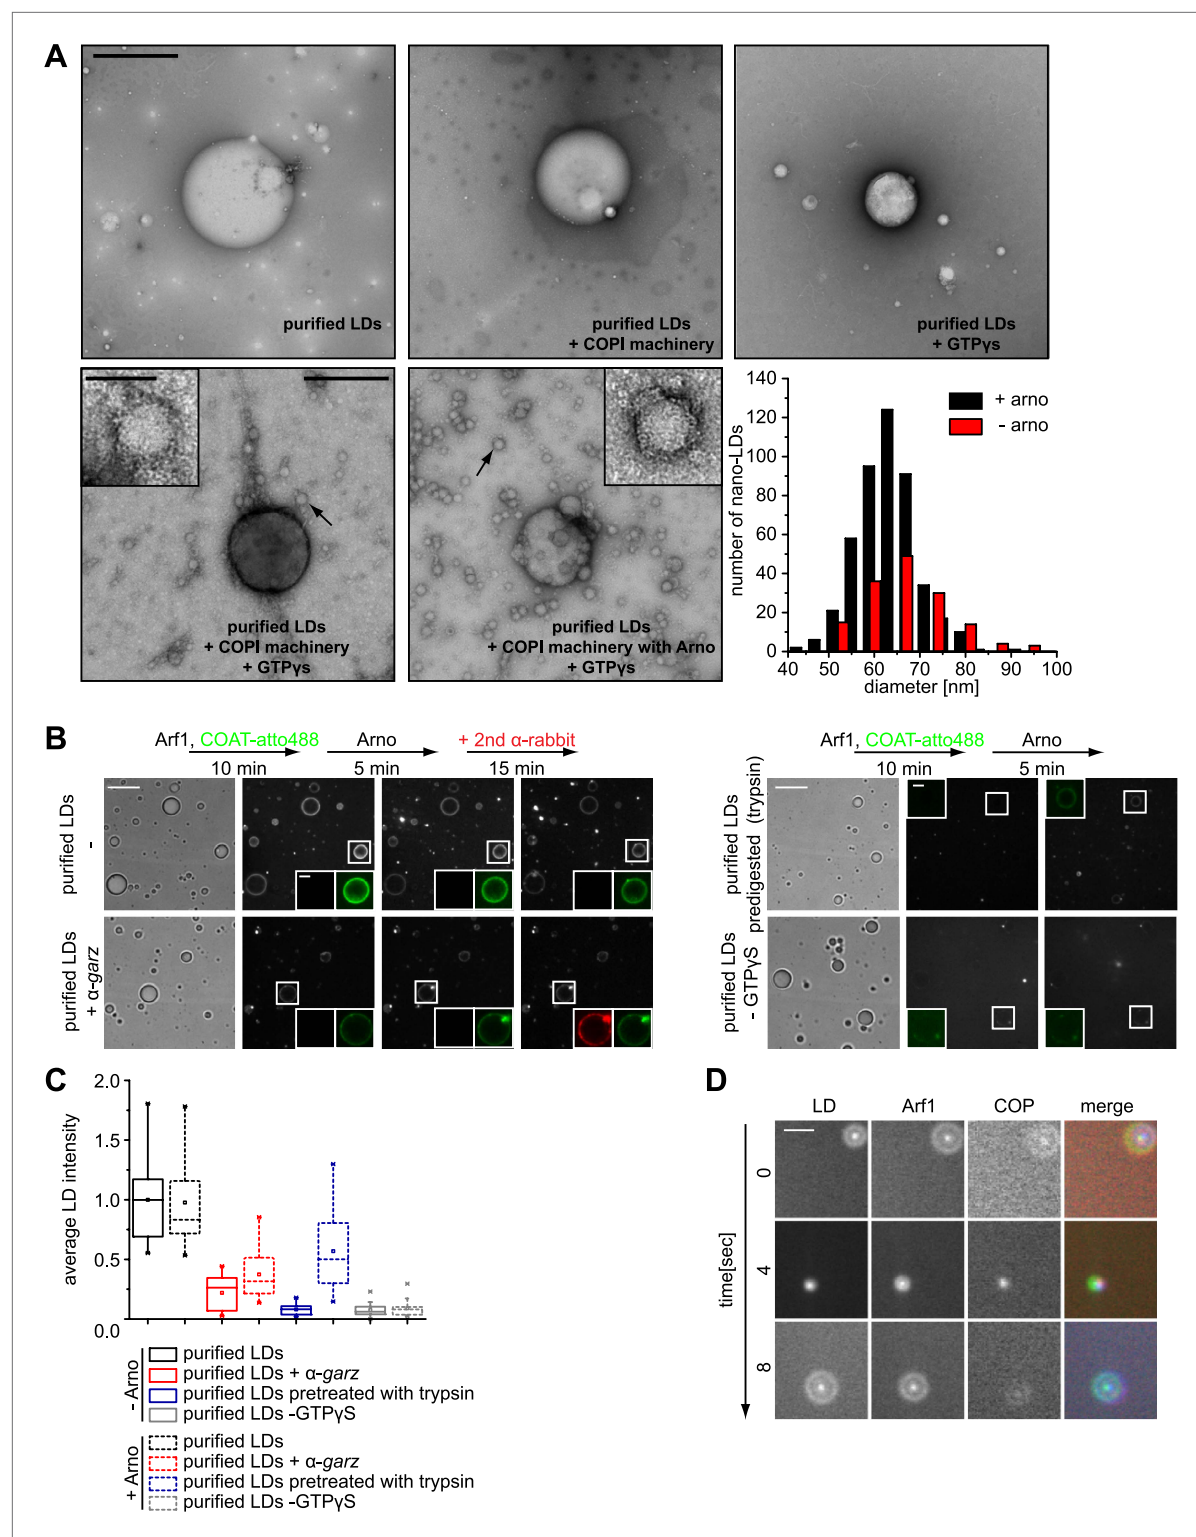 A
purified LDs
purified LDs
+ COPI machinery
purified LDs
+ GTPγs
purified LDs
+ COPI machinery
+ GTPγs
purified LDs
+ COPI machinery with Arno
+ GTPγs
number of nano-LDs
140
120
100
80
60
40
20
0
40
50
60
70
80
90
100
diameter [nm]
+ arno
- arno
B
Arf1, COAT-atto488
Arno
+ 2nd α-rabbit
10 min
5 min
15 min
purified LDs
-
purified LDs
+ α-garz
Arf1, COAT-atto488
Arno
10 min
5 min
purified LDs
predigested (trypsin)
purified LDs
- GTPγS
C
average LD intensity
2.0
1.5
1.0
0.5
0.0
- Arno
purified LDs
purified LDs + α-garz
purified LDs pretreated with trypsin
purified LDs -GTPγS
+ Arno
purified LDs
purified LDs + α-garz
purified LDs pretreated with trypsin
purified LDs -GTPγS
D
LD
Arf1
COP
merge
time[sec]
0
4
8